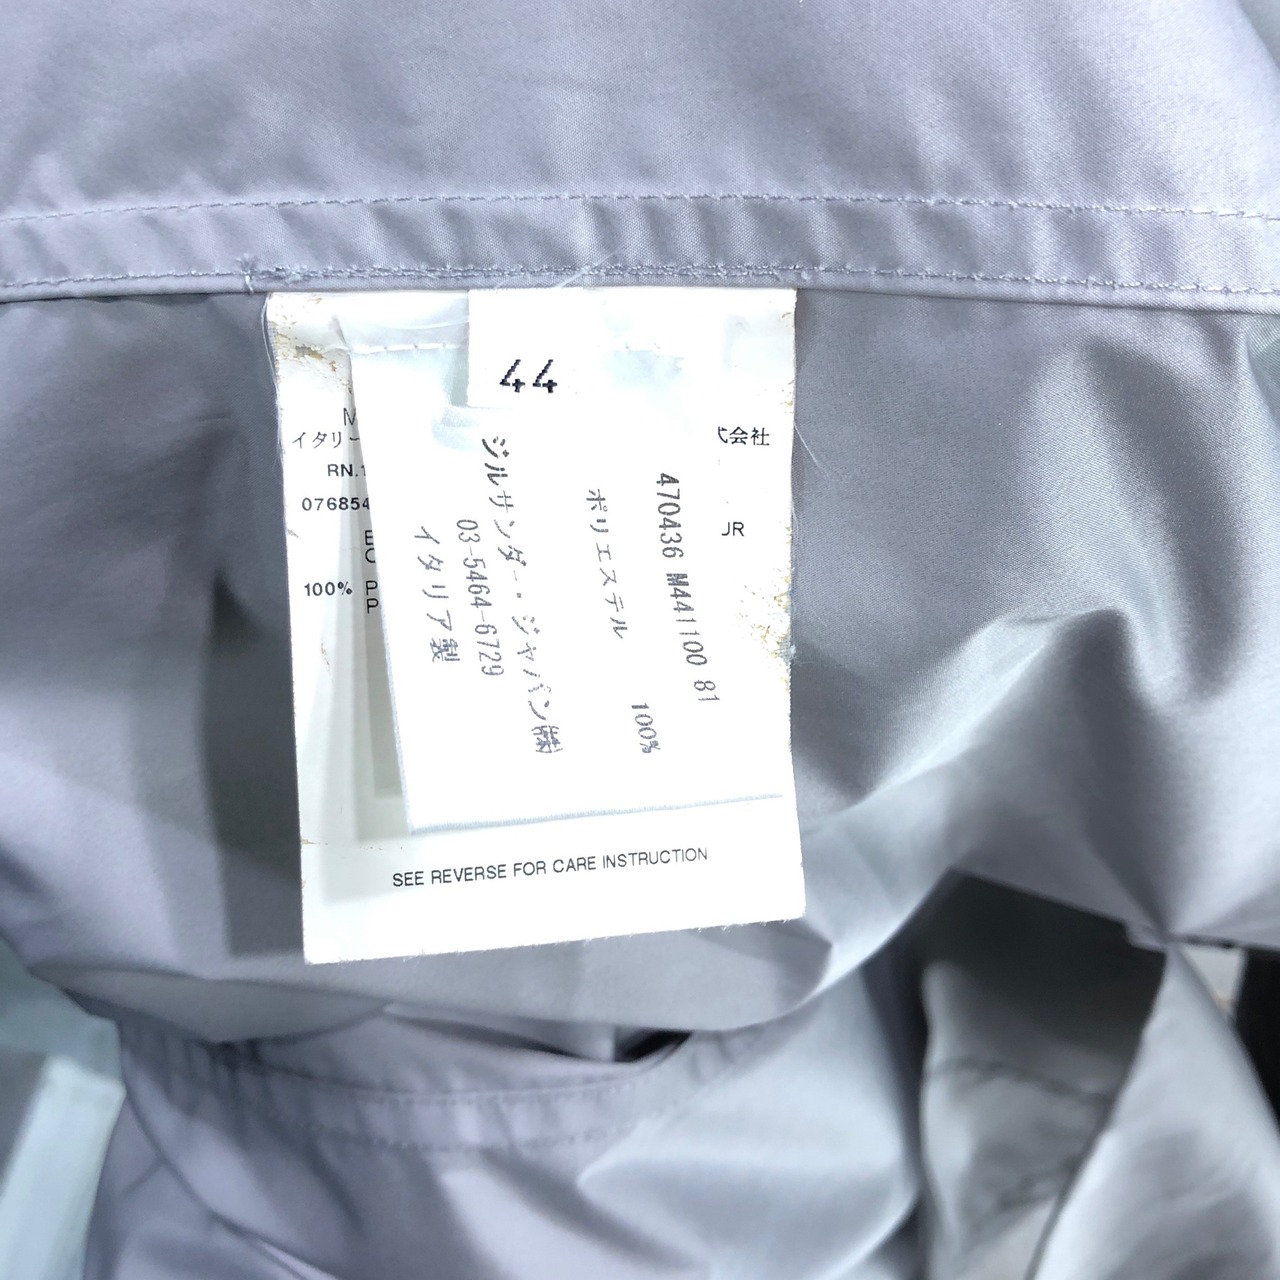 44
470436 M441100 81
ポリエステル 100%
ジルサンダー・ジャパン㈱
03-5464-6729
イタリア製
イタリー
RN.
076854
100%
会社
JR
SEE REVERSE FOR CARE INSTRUCTION